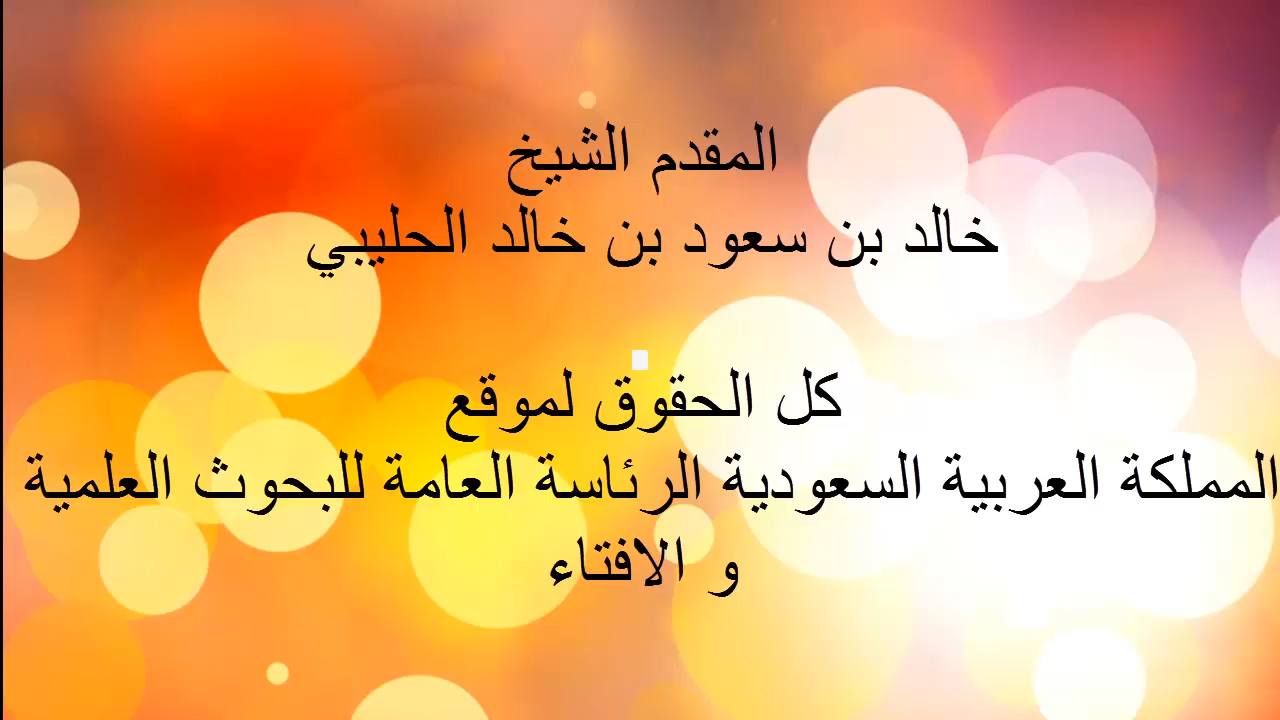 المقدم الشيخ
خالد بن سعود بن خالد الحليبي
كل الحقوق لموقع
المملكة العربية السعودية الرئاسة العامة للبحوث العلمية
و الافتاء